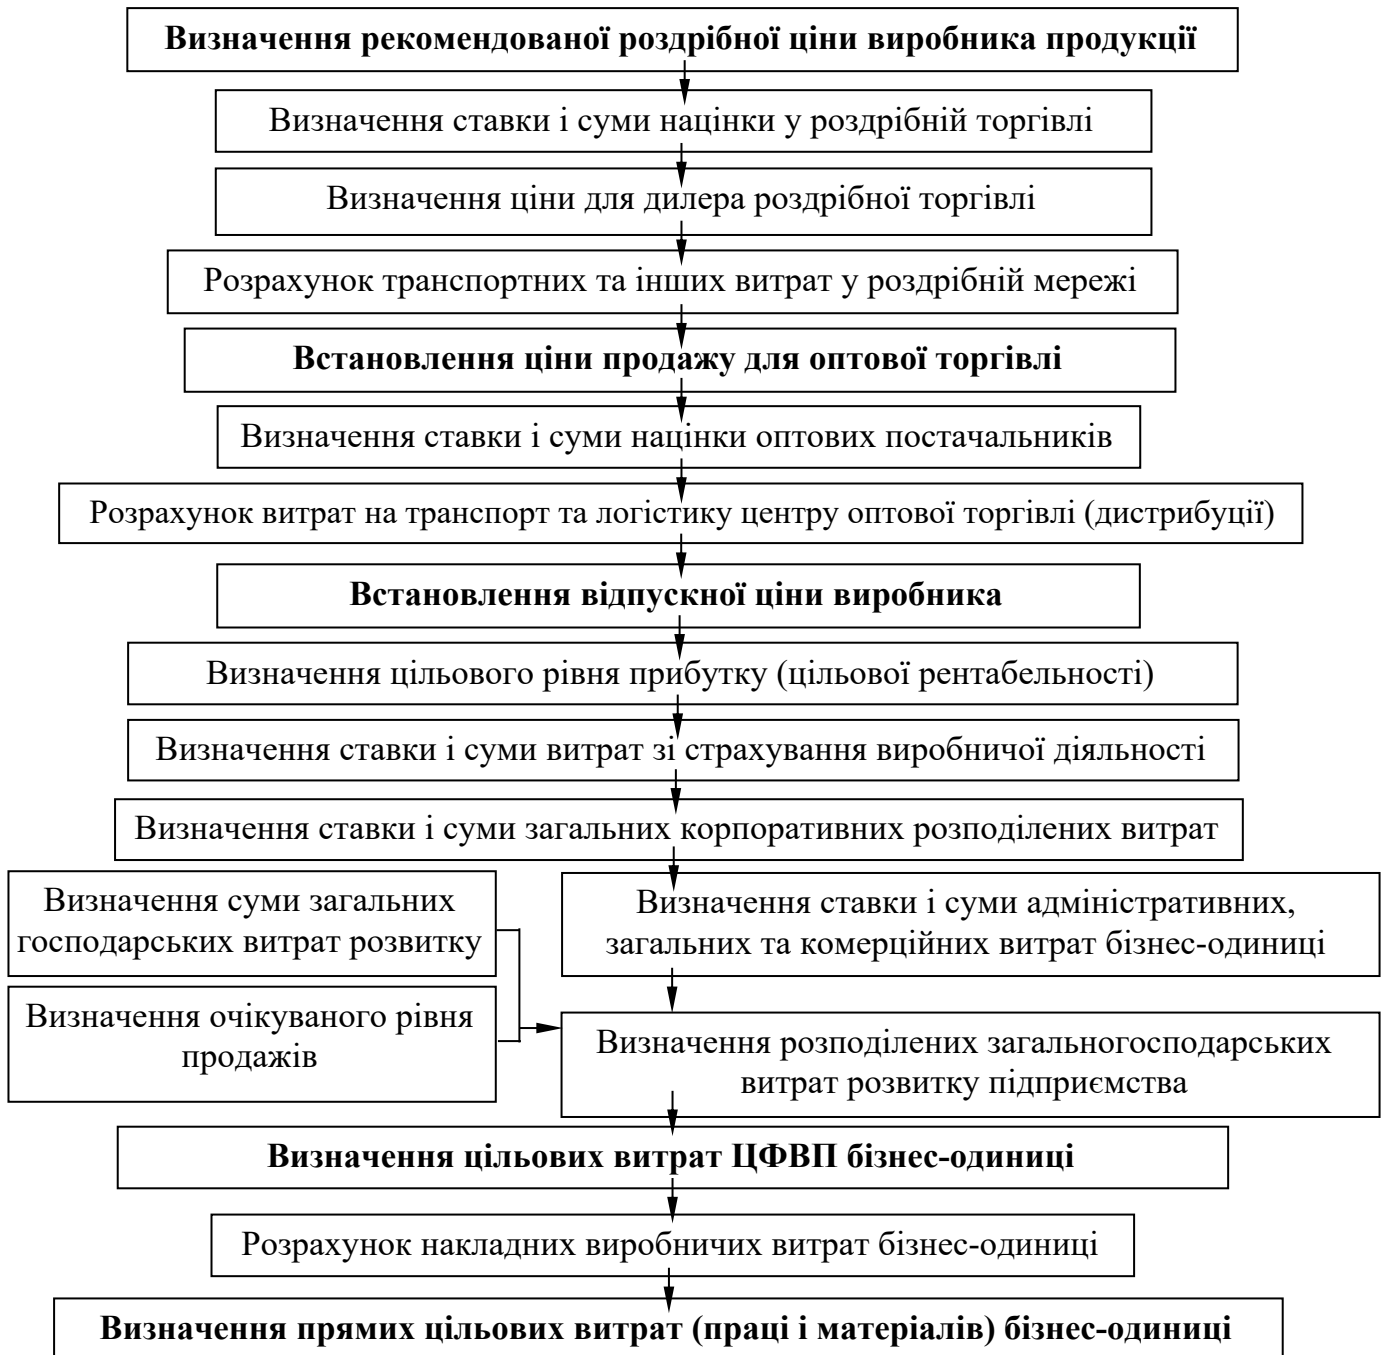 Визначення рекомендованої роздрібної ціни виробника продукції
Визначення ставки і суми націнки у роздрібній торгівлі
Визначення ціни для дилера роздрібної торгівлі
Розрахунок транспортних та інших витрат у роздрібній мережі
Встановлення ціни продажу для оптової торгівлі
Визначення ставки і суми націнки оптових постачальників
Розрахунок витрат на транспорт та логістику центру оптової торгівлі (дистрибуції)
Встановлення відпускної ціни виробника
Визначення цільового рівня прибутку (цільової рентабельності)
Визначення ставки і суми витрат зі страхування виробничої діяльності
Визначення ставки і суми загальних корпоративних розподілених витрат
Визначення суми загальних
господарських витрат розвитку
Визначення ставки і суми адміністративних,
загальних та комерційних витрат бізнес-одиниці
Визначення очікуваного рівня
продажів
Визначення розподілених загальногосподарських
витрат розвитку підприємства
Визначення цільових витрат ЦФВП бізнес-одиниці
Розрахунок накладних виробничих витрат бізнес-одиниці
Визначення прямих цільових витрат (праці і матеріалів) бізнес-одиниці